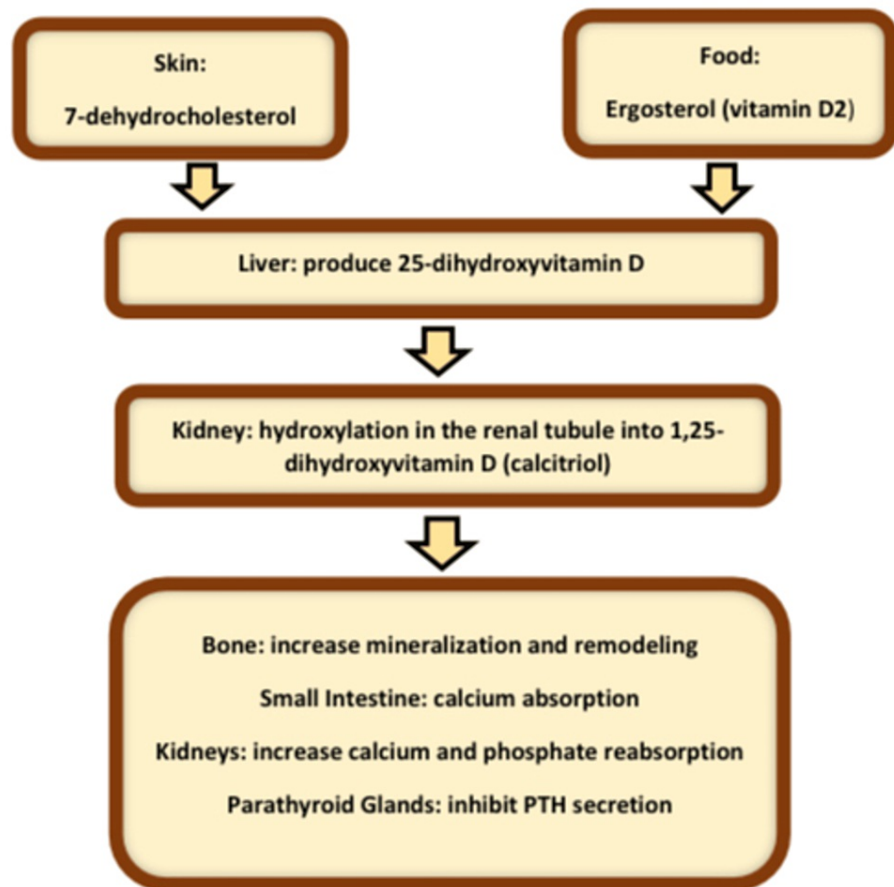 Skin:
7-dehydrocholesterol
Food:
Ergosterol (vitamin D2)
Liver: produce 25-dihydroxyvitamin D
Kidney: hydroxylation in the renal tubule into 1,25-
dihydroxyvitamin D (calcitriol)
Bone: increase mineralization and remodeling
Small Intestine: calcium absorption
Kidneys: increase calcium and phosphate reabsorption
Parathyroid Glands: inhibit PTH secretion